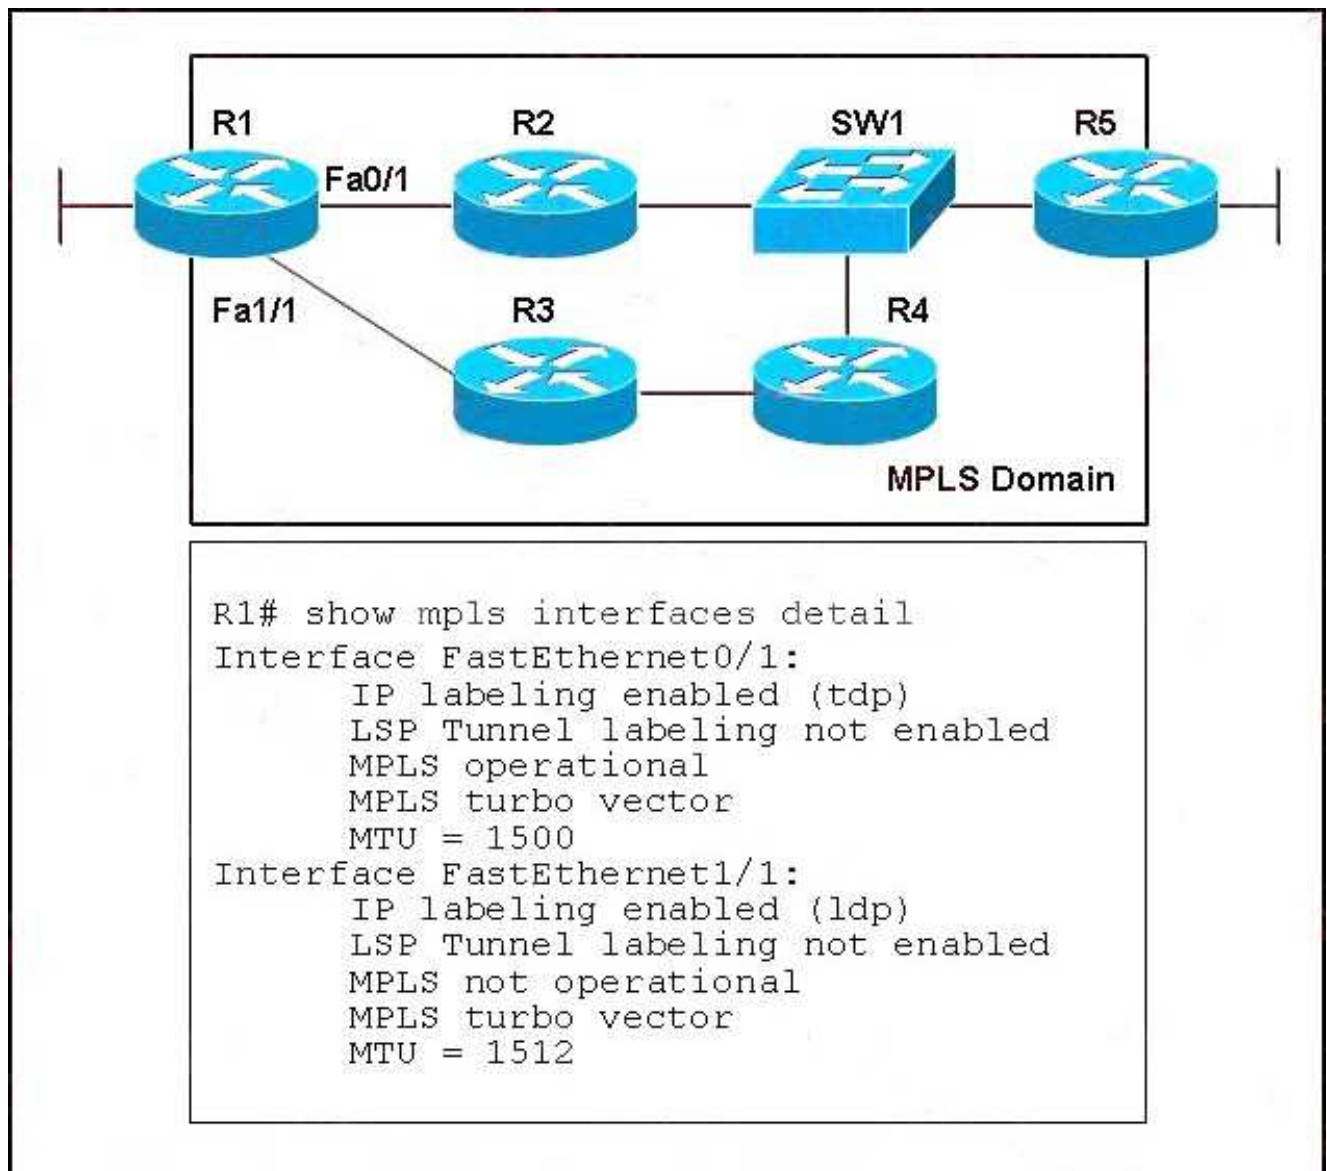 R1
R2
SW1
R5
Fa0/1
Fa1/1
R3
R4
MPLS Domain
R1# show mpls interfaces detail
Interface FastEthernet0/1:
IP labeling enabled (tdp)
LSP Tunnel labeling not enabled
MPLS operational
MPLS turbo vector
MTU = 1500
Interface FastEthernet1/1:
IP labeling enabled (ldp)
LSP Tunnel labeling not enabled
MPLS not operational
MPLS turbo vector
MTU = 1512